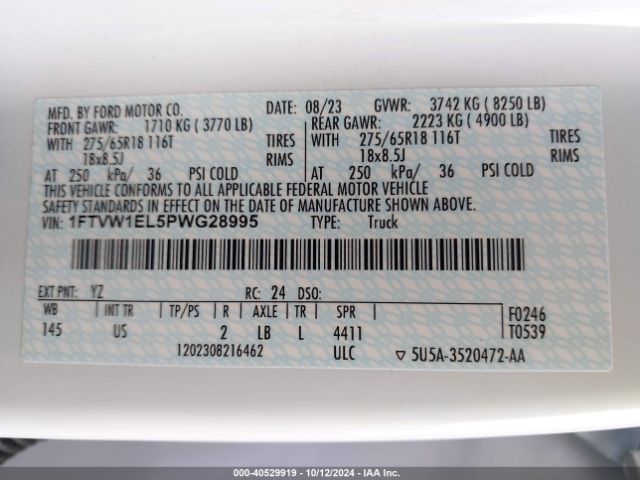 MFD. BY FORD MOTOR CO. DATE: 08/23 GVWR: 3742 KG ( 8250 LB)
FRONT GAWR: 1710 KG ( 3770 LB) REAR GAWR: 2223 KG ( 4900 LB)
WITH 275/65R18 116T TIRES WITH 275/65R18 116T TIRES
18x8.5J RIMS 18x8.5J RIMS
AT 250 kPa/ 36 PSI COLD AT 250 kPa/ 36 PSI COLD
THIS VEHICLE CONFORMS TO ALL APPLICABLE FEDERAL MOTOR VEHICLE
SAFETY STANDARDS IN EFFECT ON THE DATE OF MANUFACTURE SHOWN ABOVE.
VIN: 1FTVW1EL5PWG28995 TYPE: Truck
EXT PNT: YZ RC: 24 DSO:
WB INT TR TP/PS R AXLE TR SPR F0246
145 US 2 LB L 4411 T0539
1202308216462 ULC ▽ 5U5A-3520472-AA
000-40529919 - 10/12/2024 - IAA Inc.